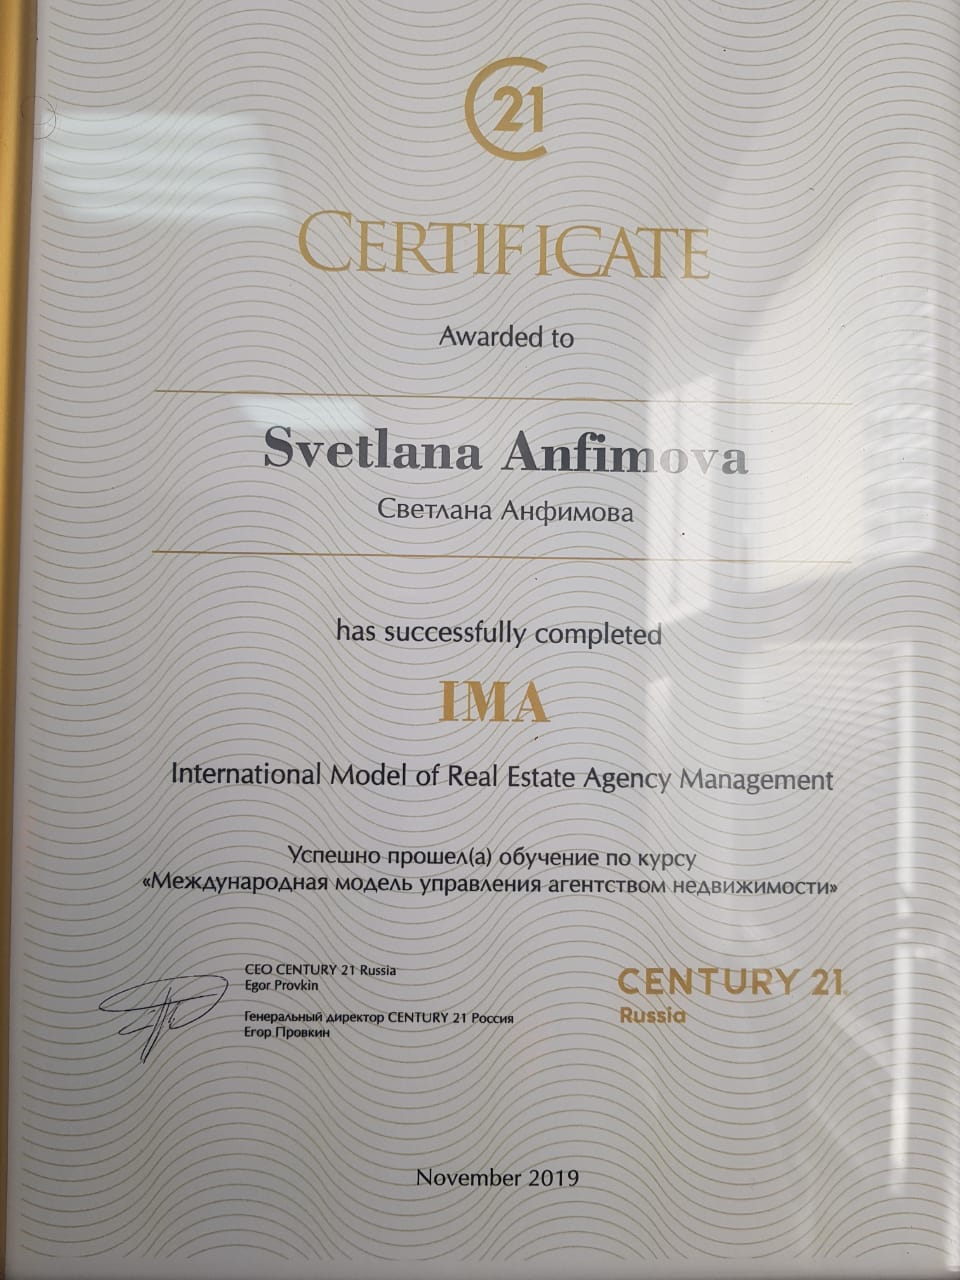 C21
CERTIFICATE
Awarded to
Svetlana Anfimova
Светлана Анфимова
has successfully completed
IMA
International Model of Real Estate Agency Management
Успешно прошел(а) обучение по курсу
«Международная модель управления агентством недвижимости»
CEO CENTURY 21 Russia
Egor Provkin
Генеральный директор CENTURY 21 Россия
Егор Провкин
CENTURY 21
Russia
November 2019